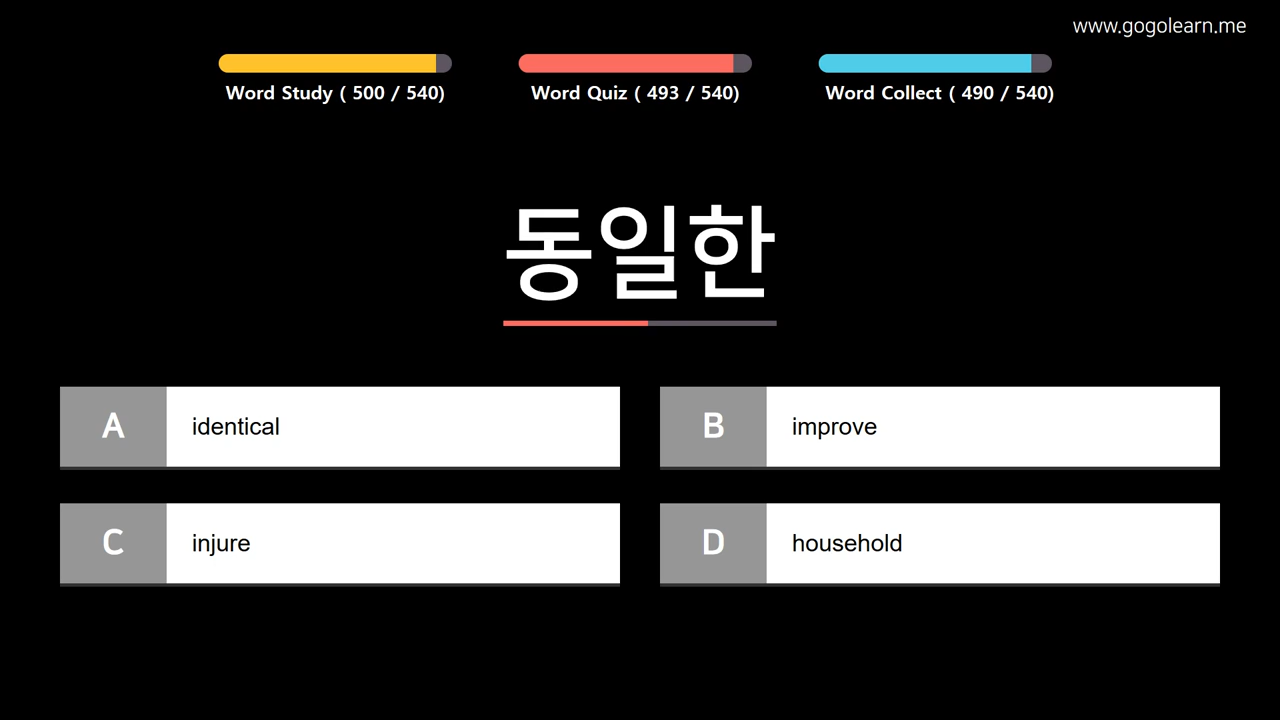 www.gogolearn.me
Word Study ( 500 / 540)
Word Quiz ( 493 / 540)
Word Collect ( 490 / 540)
동일한
A identical
B improve
C injure
D household